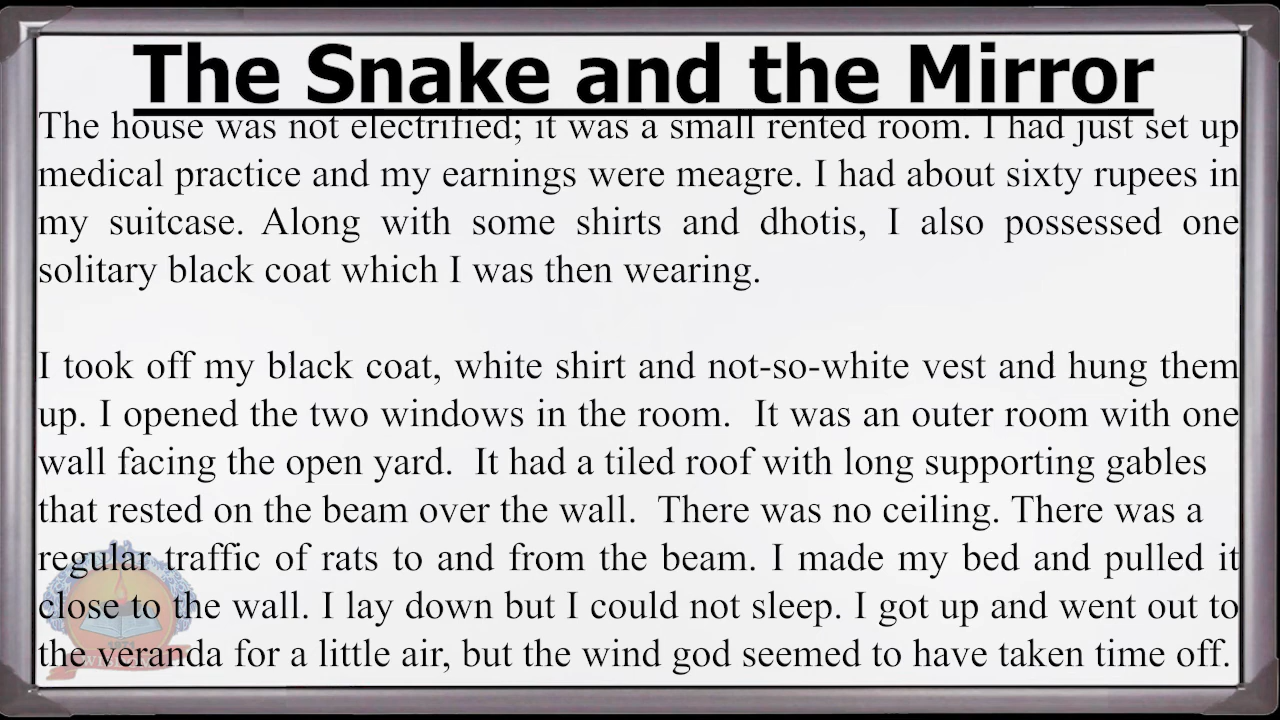 The Snake and the Mirror
The house was not electrified; it was a small rented room. I had just set up
medical practice and my earnings were meagre. I had about sixty rupees in
my suitcase. Along with some shirts and dhotis, I also possessed one
solitary black coat which I was then wearing.
I took off my black coat, white shirt and not-so-white vest and hung them
up. I opened the two windows in the room. It was an outer room with one
wall facing the open yard. It had a tiled roof with long supporting gables
that rested on the beam over the wall. There was no ceiling. There was a
regular traffic of rats to and from the beam. I made my bed and pulled it
close to the wall. I lay down but I could not sleep. I got up and went out to
the veranda for a little air, but the wind god seemed to have taken time off.